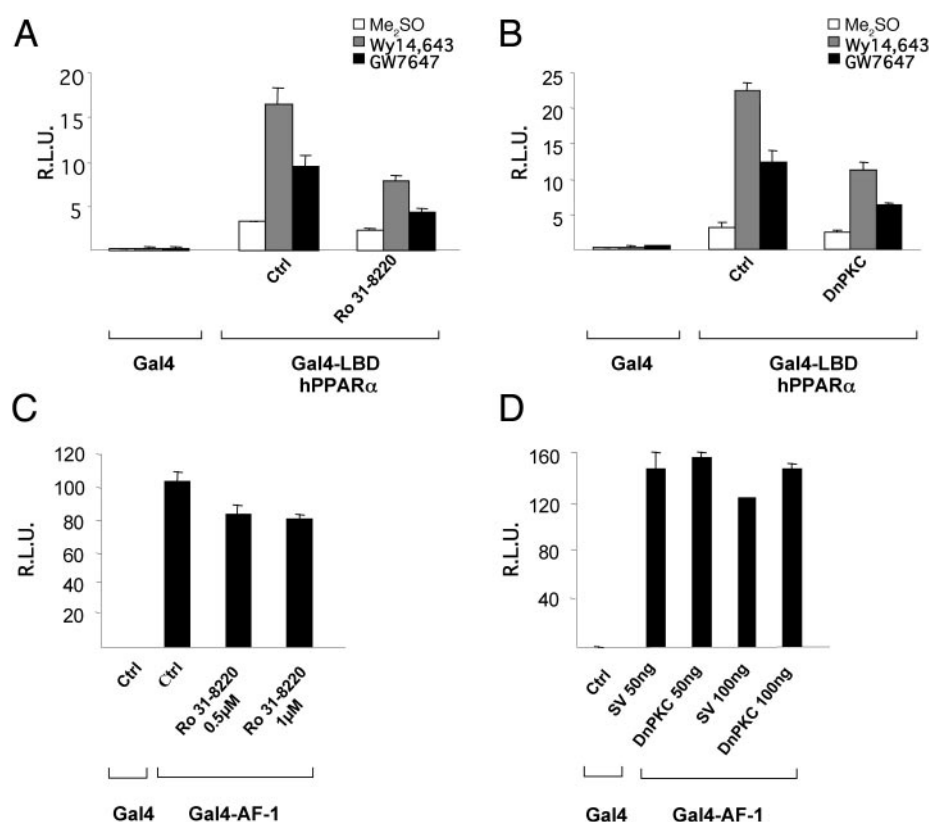 A
Me₂SO
Wy14,643
GW7647
R.L.U.
20
15
10
5
Ctrl
Ro 31-8220
Gal4
Gal4-LBD
hPPARα
B
Me₂SO
Wy14,643
GW7647
R.L.U.
25
20
15
10
5
Ctrl
DnPKC
Gal4
Gal4-LBD
hPPARα
C
R.L.U.
120
100
80
60
40
20
Ctrl
Ctrl
Ro 31-8220
0.5µM
Ro 31-8220
1µM
Gal4
Gal4-AF-1
D
R.L.U.
160
120
80
40
Ctrl
SV 50ng
DnPKC 50ng
SV 100ng
DnPKC 100ng
Gal4
Gal4-AF-1